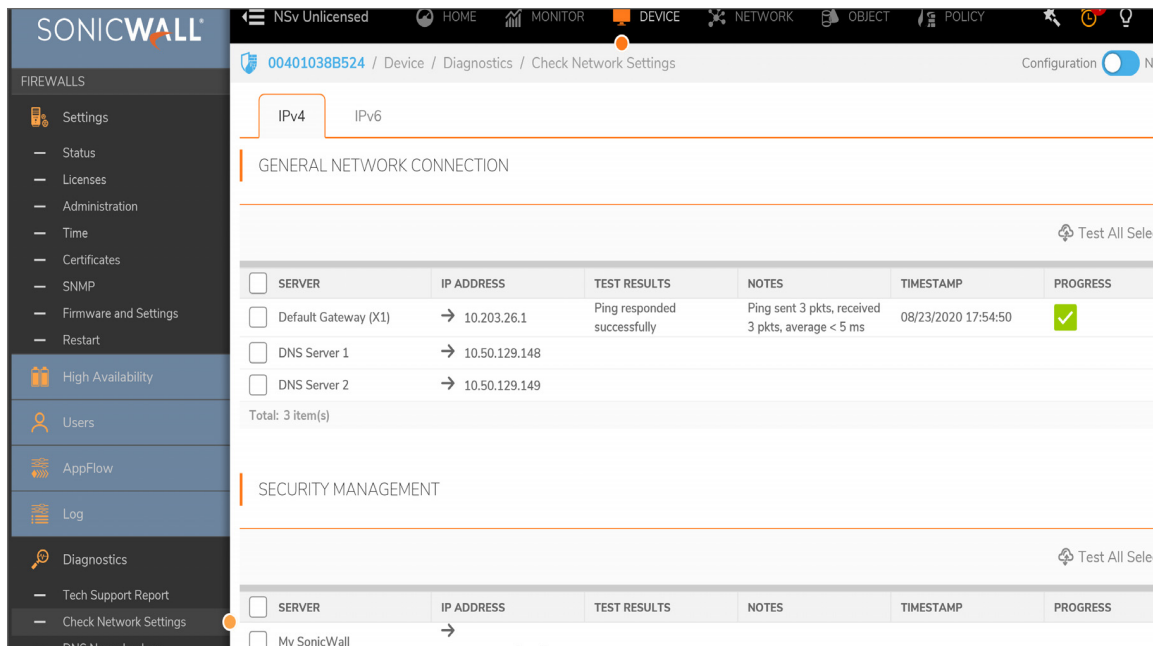 SONICWALL
NSv Unlicensed HOME MONITOR DEVICE NETWORK OBJECT POLICY
00401038B524 / Device / Diagnostics / Check Network Settings Configuration
FIREWALLS
Settings
Status
Licenses
Administration
Time
Certificates
SNMP
Firmware and Settings
Restart
High Availability
Users
AppFlow
Log
Diagnostics
Tech Support Report
Check Network Settings
IPv4 IPv6
GENERAL NETWORK CONNECTION
Test All Sele
SERVER IP ADDRESS TEST RESULTS NOTES TIMESTAMP PROGRESS
Default Gateway (X1) → 10.203.26.1 Ping responded successfully Ping sent 3 pkts, received 3 pkts, average < 5 ms 08/23/2020 17:54:50
DNS Server 1 → 10.50.129.148
DNS Server 2 → 10.50.129.149
Total: 3 item(s)
SECURITY MANAGEMENT
Test All Sele
SERVER IP ADDRESS TEST RESULTS NOTES TIMESTAMP PROGRESS
My SonicWall →